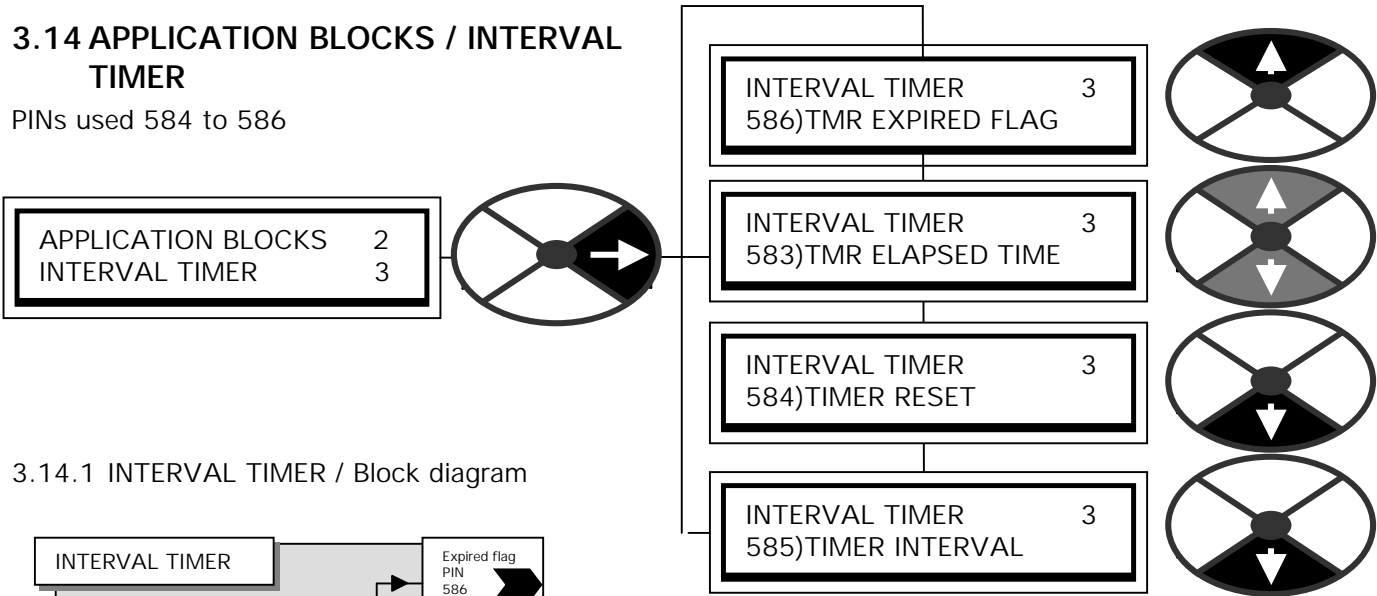 3.14 APPLICATION BLOCKS / INTERVAL
TIMER
PINs used 584 to 586
APPLICATION BLOCKS 2
INTERVAL TIMER 3
INTERVAL TIMER 3
586)TMR EXPIRED FLAG
INTERVAL TIMER 3
583)TMR ELAPSED TIME
INTERVAL TIMER 3
584)TIMER RESET
INTERVAL TIMER 3
585)TIMER INTERVAL
3.14.1 INTERVAL TIMER / Block diagram
INTERVAL TIMER
Expired flag
PIN
586